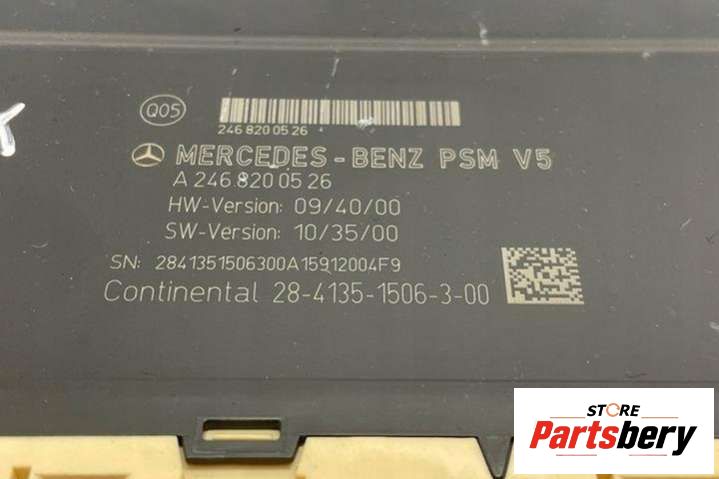 Q05
246 820 05 26
MERCEDES-BENZ PSM V5
A 246 820 05 26
HW-Version: 09/40/00
SW-Version: 10/35/00
SN: 2841351506300A15912004F9
Continental 28-4135-1506-3-00
STORE
Partsbery